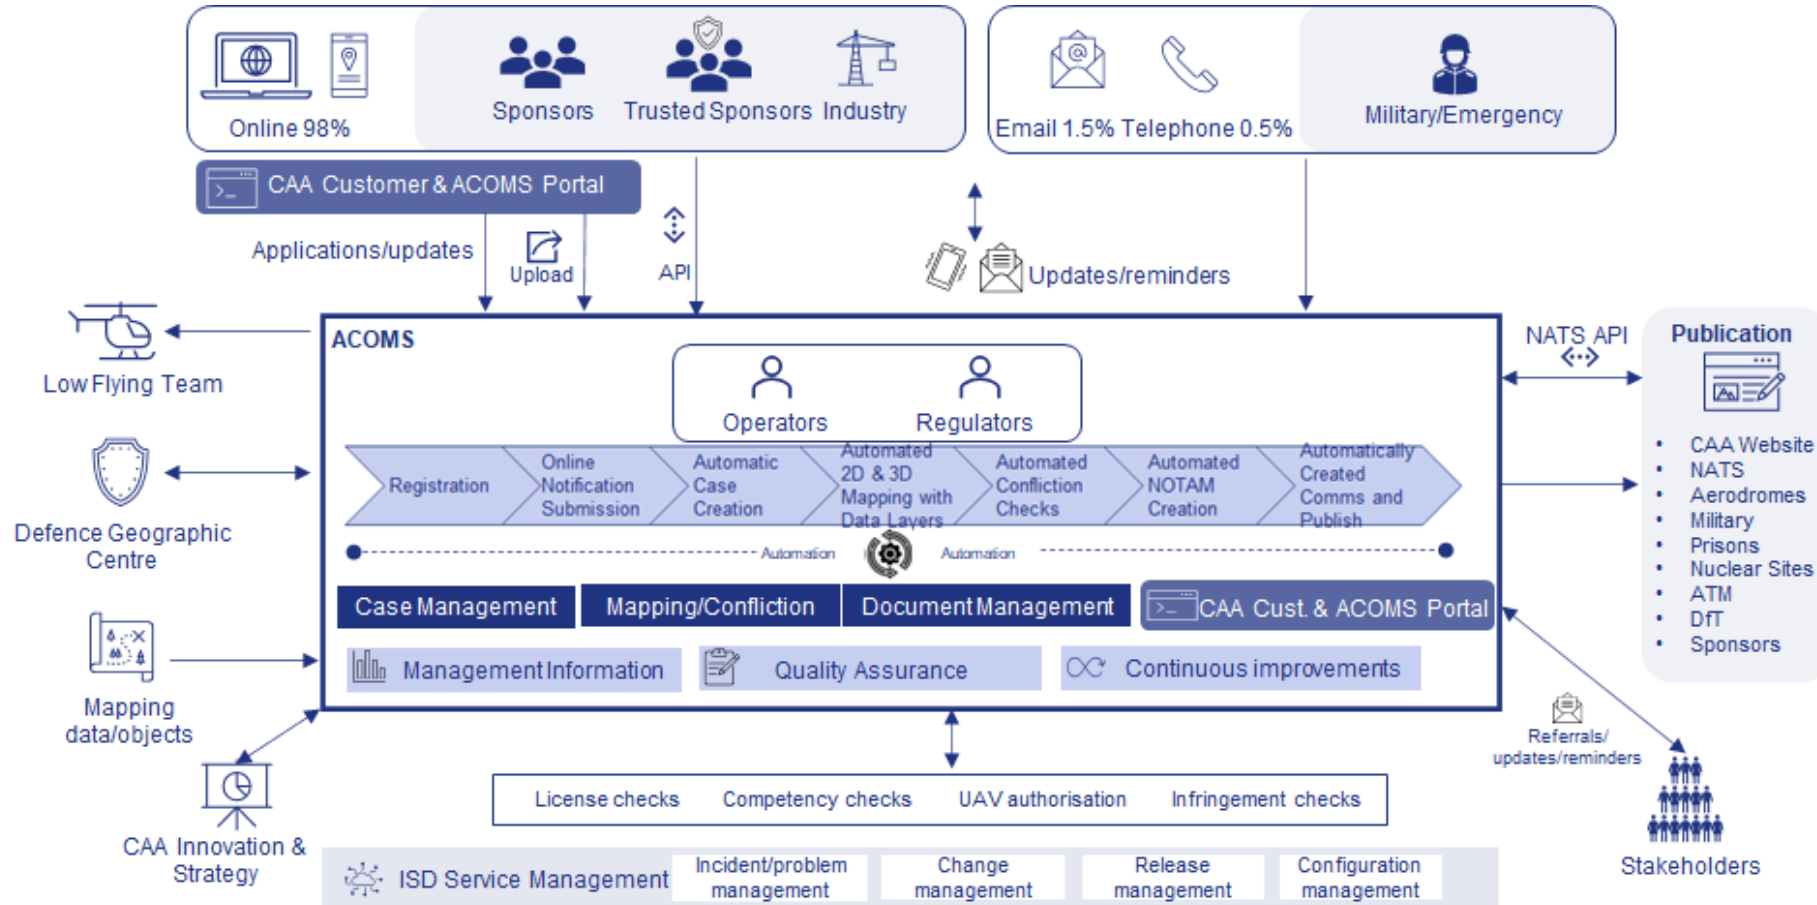 Online 98%
Sponsors
Trusted Sponsors
Industry
Email 1.5% Telephone 0.5%
Military/Emergency
CAA Customer & ACOMS Portal
Applications/updates
Upload
API
Updates/reminders
Low Flying Team
Defence Geographic
Centre
Mapping
data/objects
CAA Innovation &
Strategy
ACOMS
Operators
Regulators
Registration
Online
Notification
Submission
Automatic
Case
Creation
Automated
2D & 3D
Mapping with
Data Layers
Automated
Confliction
Checks
Automated
NOTAM
Creation
Automatically
Created
Comms and
Publish
Automation
Automation
Case Management
Mapping/Confliction
Document Management
CAA Cust. & ACOMS Portal
Management Information
Quality Assurance
Continuous improvements
NATS API
Publication
• CAA Website
• NATS
• Aerodromes
• Military
• Prisons
• Nuclear Sites
• ATM
• DfT
• Sponsors
Referrals/
updates/reminders
Stakeholders
License checks
Competency checks
UAV authorisation
Infringement checks
ISD Service Management
Incident/problem
management
Change
management
Release
management
Configuration
management